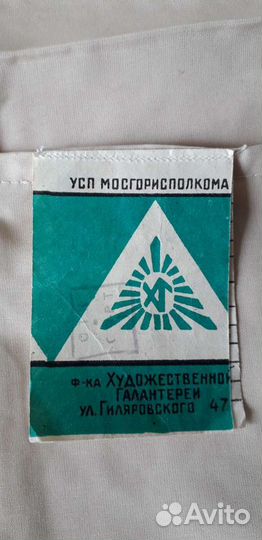 УСП МОСГОРИСПОЛКОМА
ХГ
Ф-КА ХУДОЖЕСТВЕННОЙ
ГАЛАНТЕРЕИ
УЛ. ГИЛЯРОВСКОГО 47
Avito